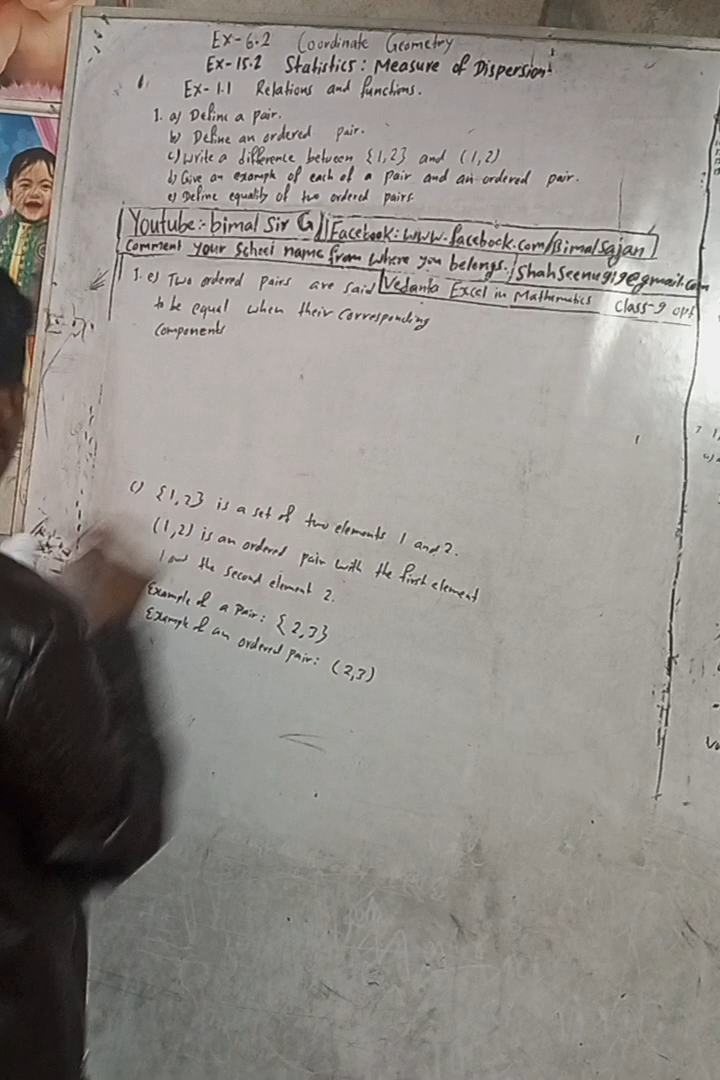 Ex-6.2 Coordinate Geometry
Ex-15.2 Statistics: Measure of Dispersion
Ex-1.1 Relations and functions.
1. a) Define a pair.
b) Define an ordered pair.
c) Write a difference between {1,2} and (1,2)
d) Give an example of each of a pair and an ordered pair.
e) Define equality of two ordered pairs
Youtube:- bimal Sir G Facebook: www.facebook.com/Bimalsajan
Comment your School name from where you belongs.
Vedanta Excel in Mathematics Class-9 opt
1. e) Two ordered pairs are said
to be equal when their corresponding
components
c) {1,2} is a set of two elements 1 and 2.
(1,2) is an ordered pair with the first element
1 and the second element 2.
Example of a pair: {2,3}
Example of an ordered pair: (2,3)